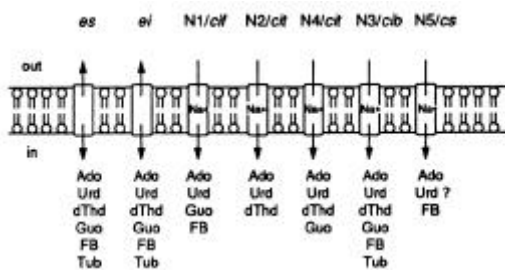 es ei N1/cif N2/cit N4/cit N3/cib N5/cs
out
Na+ Na+ Na+ Na+ Na+
in
Ado Ado Ado Ado Ado Ado Ado
Urd Urd Urd Urd Urd Urd Urd ?
dThd dThd Guo dThd dThd dThd FB
Guo Guo FB Guo Guo
FB FB FB
Tub Tub Tub